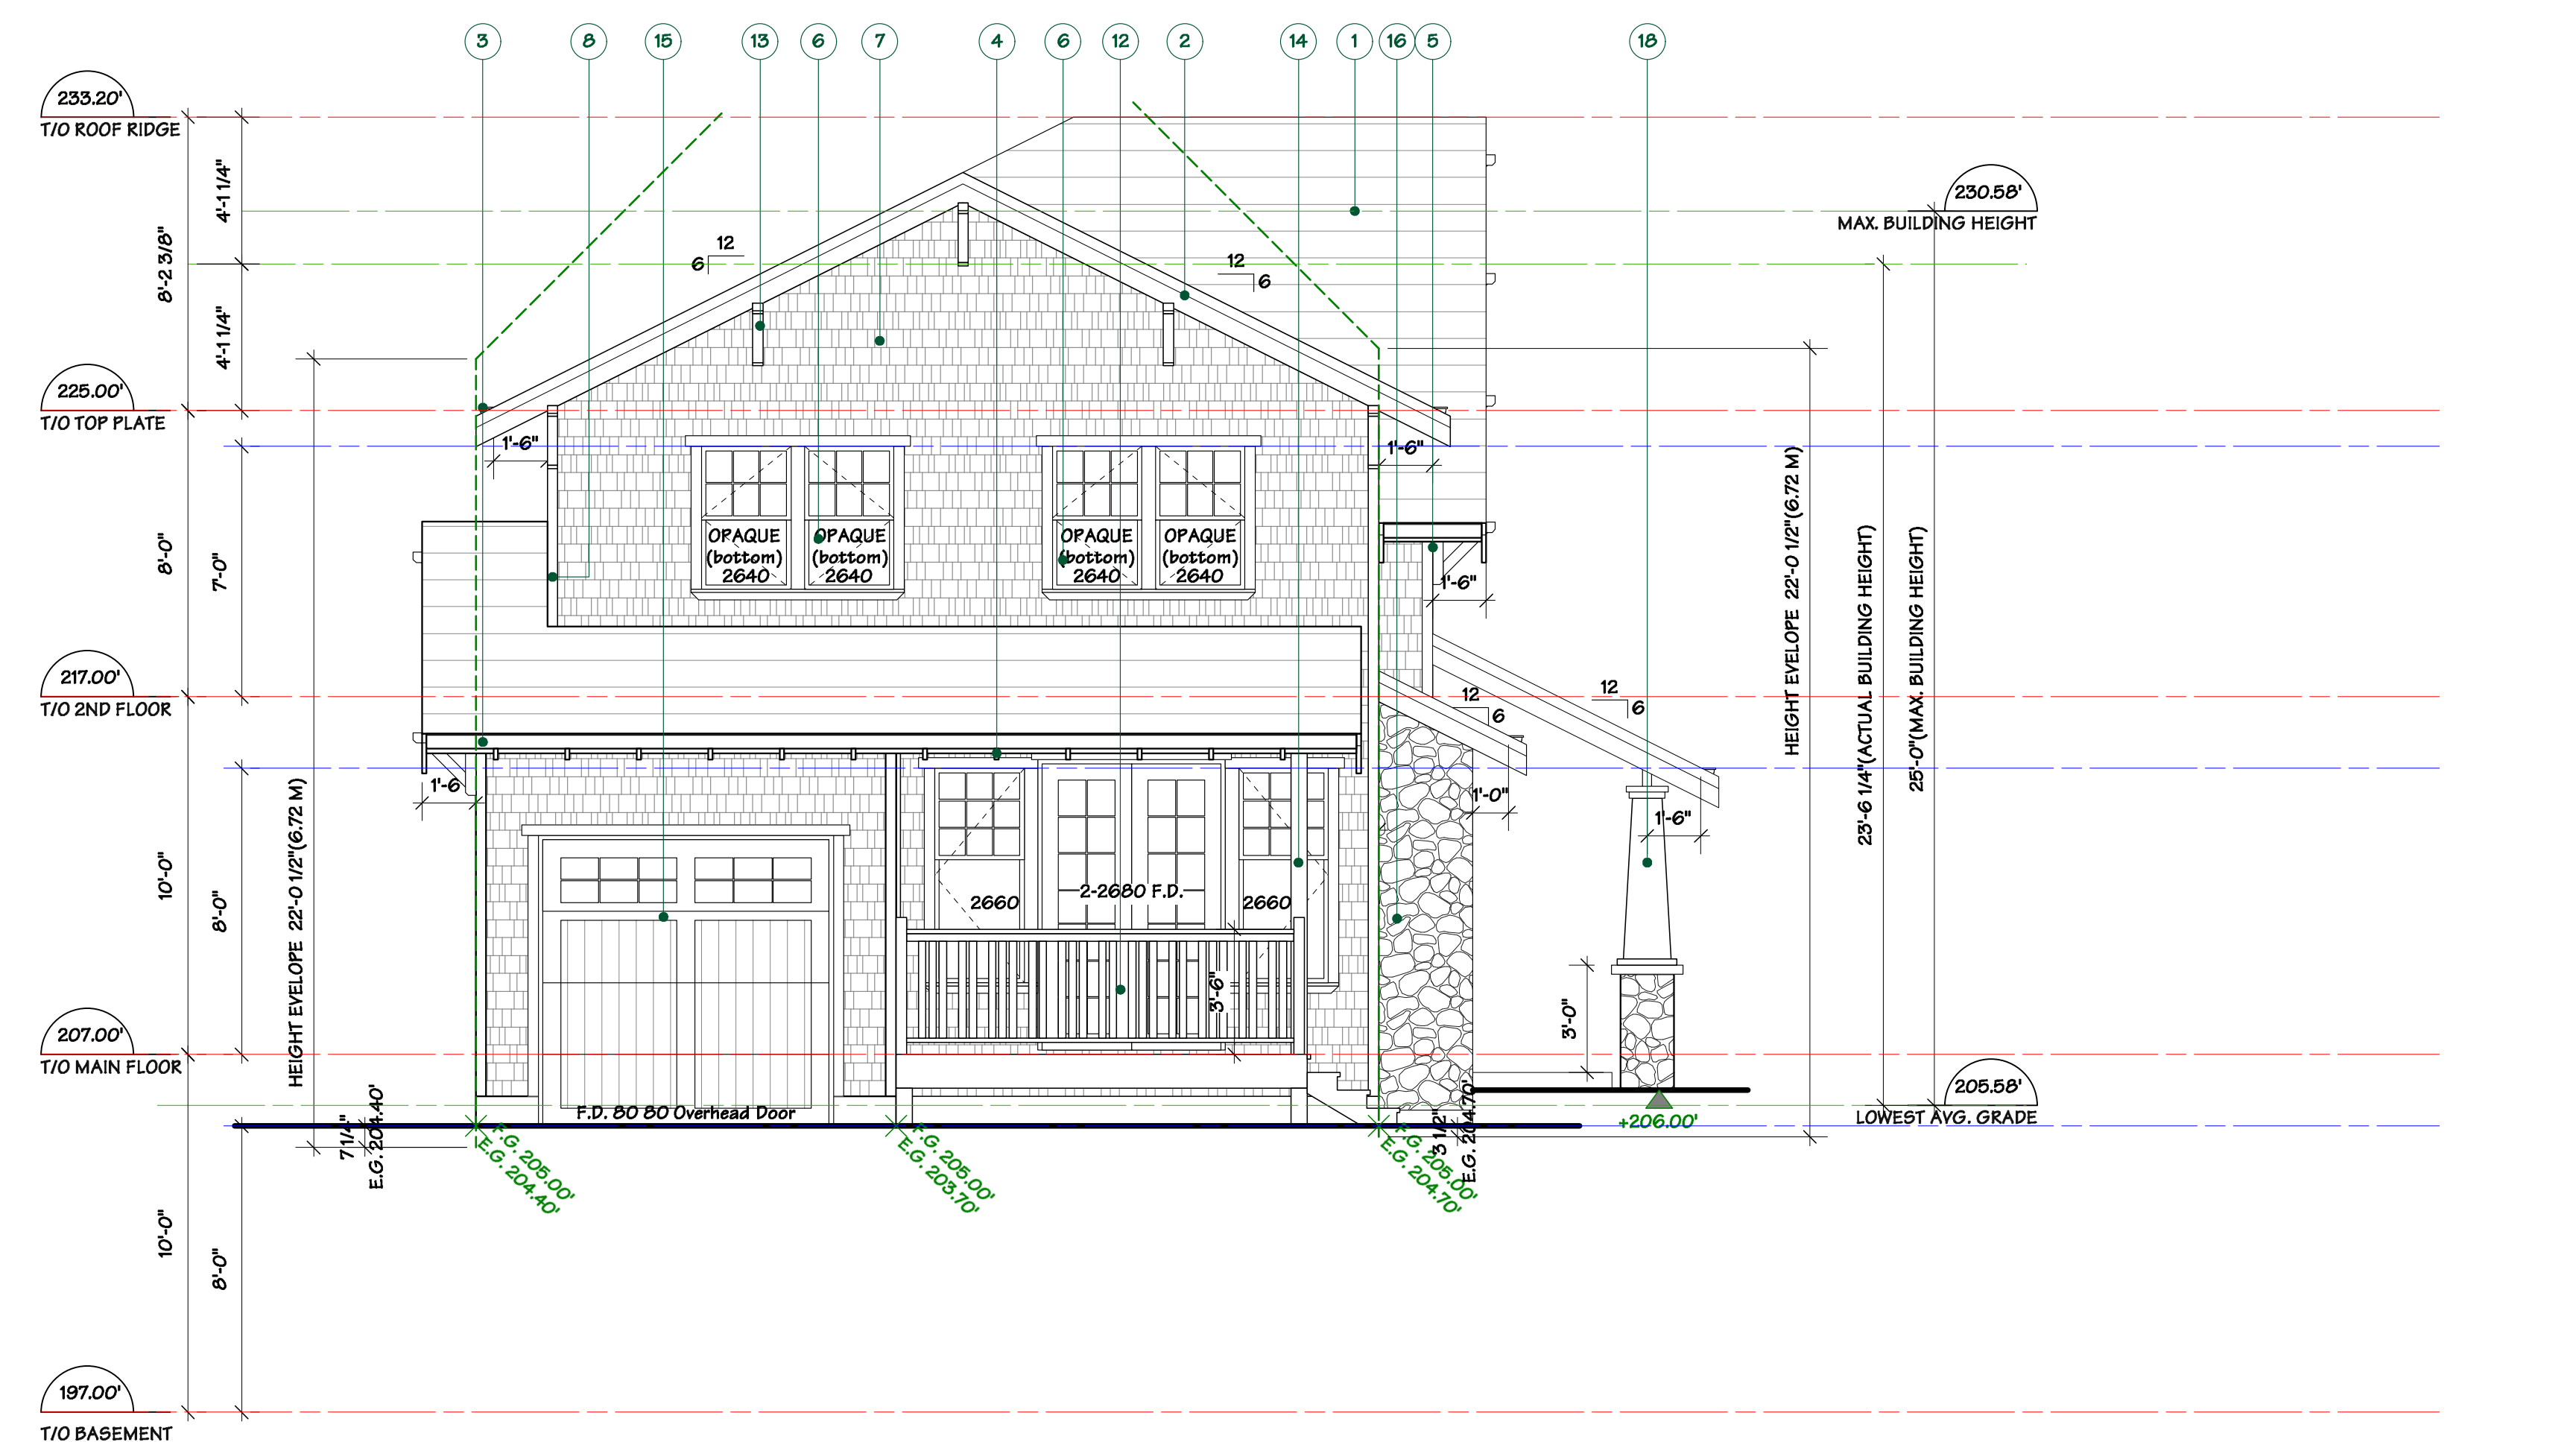 3 8 15 13 6 7 4 6 12 2 14 1 16 5 18
233.20'
T/O ROOF RIDGE
4'-1 1/4"
8'-2 3/8"
4'-1 1/4"
230.58'
MAX. BUILDING HEIGHT
12
6
12
6
225.00'
T/O TOP PLATE
1'-6"
1'-6"
8'-0"
7'-0"
OPAQUE
(bottom)
2640
OPAQUE
(bottom)
2640
OPAQUE
(bottom)
2640
OPAQUE
(bottom)
2640
1'-6"
HEIGHT EVELOPE 22'-0 1/2"(6.72 M)
23'-6 1/4"(ACTUAL BUILDING HEIGHT)
25'-0"(MAX. BUILDING HEIGHT)
217.00'
T/O 2ND FLOOR
12
6
12
6
1'-6
1'-0"
1'-6"
10'-0"
8'-0"
HEIGHT EVELOPE 22'-0 1/2"(6.72 M)
2660
2-2680 F.D.
2660
3'-6"
3'-0"
207.00'
T/O MAIN FLOOR
F.D. 80 80 Overhead Door
205.58'
LOWEST AVG. GRADE
+206.00'
7 1/4"
E.G. 204.40'
F.G. 205.00'
E.G. 204.40'
F.G. 205.00'
E.G. 203.70'
F.G. 205.00'
E.G. 204.70'
3 1/2"
E.G. 204.70'
10'-0"
8'-0"
197.00'
T/O BASEMENT